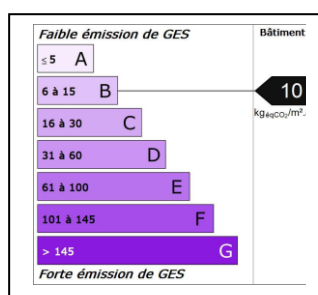 Faible émission de GES
Bâtiment
≤ 5 A
6 à 15 B
10
kgéqCO₂/m².
16 à 30 C
31 à 60 D
61 à 100 E
101 à 145 F
> 145 G
Forte émission de GES